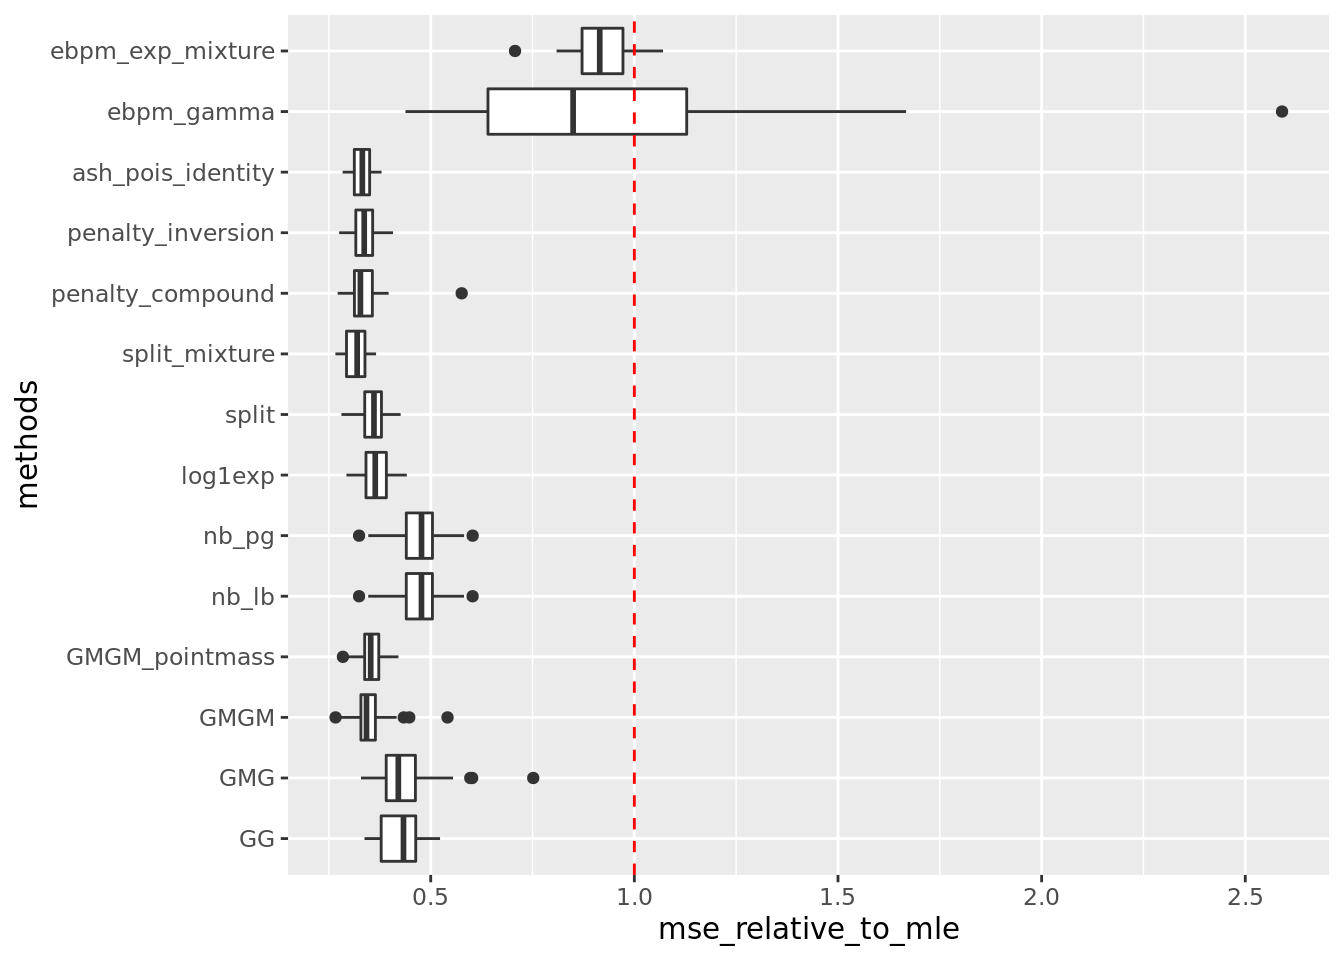 ebpm_exp_mixture
ebpm_gamma
ash_pois_identity
penalty_inversion
penalty_compound
split_mixture
split
log1exp
nb_pg
nb_lb
GMGM_pointmass
GMGM
GMG
GG
methods
0.5 1.0 1.5 2.0 2.5
mse_relative_to_mle